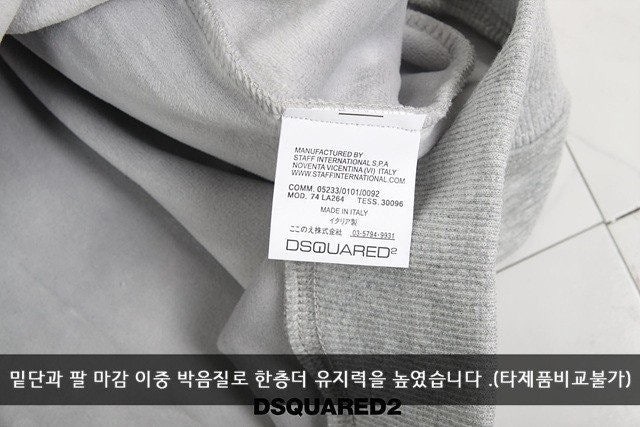 MANUFACTURED BY
STAFF INTERNATIONAL S.P.A
NOVENTA VICENTINA (VI) ITALY
WWW.STAFFINTERNATIONAL.COM
COMM. 05233/0101/0092
MOD. 74 LA264 TESS. 30096
MADE IN ITALY
イタリア製
ここのえ株式会社 03-5794-9931
DSQUARED2
밑단과 팔 마감 이중 박음질로 한층더 유지력을 높였습니다 .(타제품비교불가)
DSQUARED2